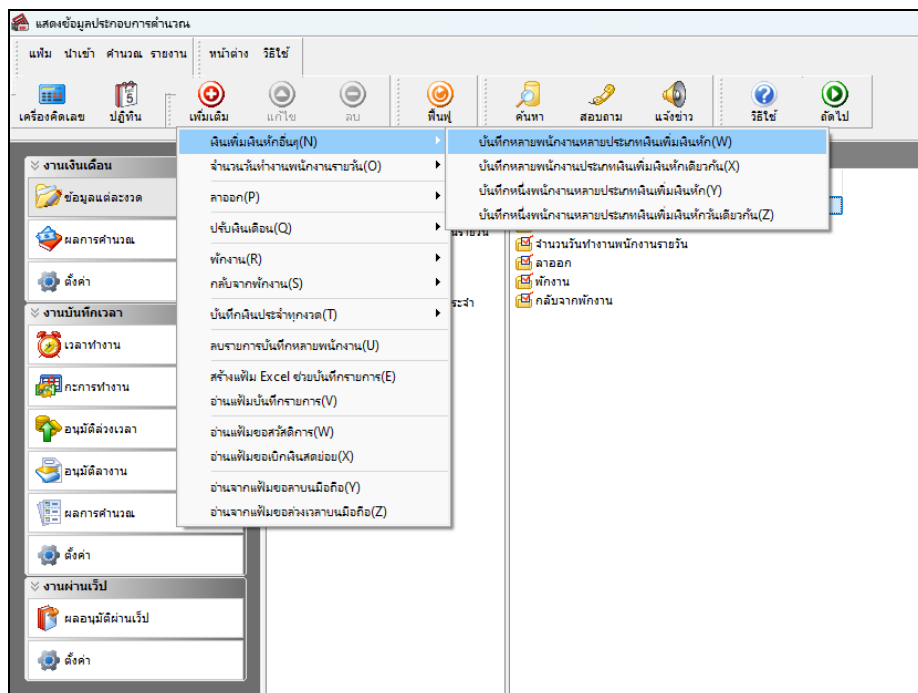 แสดงข้อมูลประกอบการคำนวณ
แฟ้ม นำเข้า คำนวณ รายงาน หน้าต่าง วิธีใช้
5
เครื่องคิดเลข ปฏิทิน เพิ่มเติม แก้ไข ลบ ฟื้นฟู ค้นหา สอบถาม แจ้งข่าว วิธีใช้ ถัดไป
งานเงินเดือน
ข้อมูลแต่ละงวด
ผลการคำนวณ
ตั้งค่า
งานบันทึกเวลา
เวลาทำงาน
กะการทำงาน
อนุมัติล่วงเวลา
อนุมัติลางาน
ผลการคำนวณ
ตั้งค่า
งานผ่านเว็ป
ผลอนุมัติผ่านเว็ป
ตั้งค่า
เงินเพิ่มเงินหักอื่นๆ(N)
จำนวนวันทำงานพนักงานรายวัน(O)
ลาออก(P)
ปรับเงินเดือน(Q)
พักงาน(R)
กลับจากพักงาน(S)
บันทึกเงินประจำทุกงวด(T)
ลบรายการบันทึกหลายพนักงาน(U)
สร้างแฟ้ม Excel ช่วยบันทึกรายการ(E)
อ่านแฟ้มบันทึกรายการ(V)
อ่านแฟ้มขอสวัสดิการ(W)
อ่านแฟ้มขอเบิกเงินสดย่อย(X)
อ่านจากแฟ้มขอลาบนมือถือ(Y)
อ่านจากแฟ้มขอล่วงเวลาบนมือถือ(Z)
บันทึกหลายพนักงานหลายประเภทเงินเพิ่มเงินหัก(W)
บันทึกหลายพนักงานประเภทเงินเพิ่มเงินหักเดียวกัน(X)
บันทึกหนึ่งพนักงานหลายประเภทเงินเพิ่มเงินหัก(Y)
บันทึกหนึ่งพนักงานหลายประเภทเงินเพิ่มเงินหักวันเดียวกัน(Z)
ระจำ
จำนวนวันทำงานพนักงานรายวัน
ลาออก
พักงาน
กลับจากพักงาน